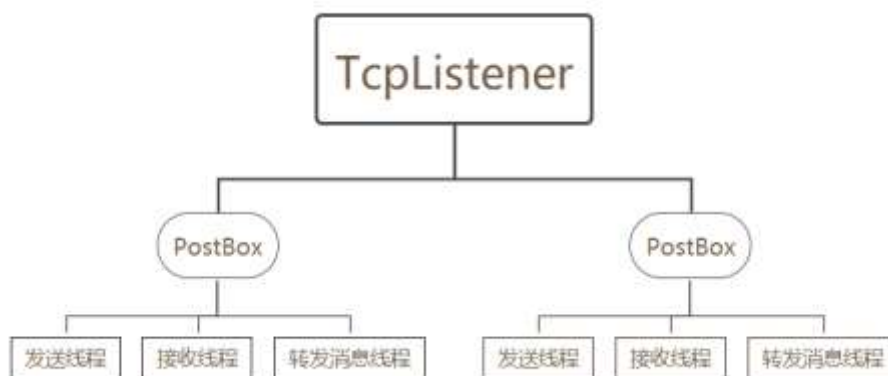 TcpListener
PostBox
PostBox
发送线程
接收线程
转发消息线程
发送线程
接收线程
转发消息线程